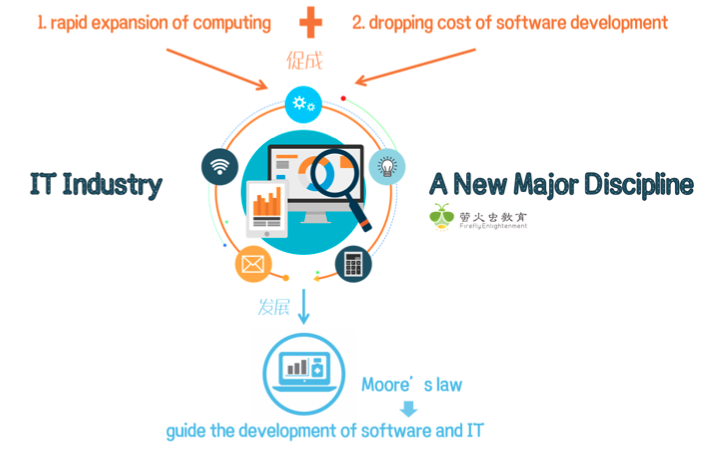 1. rapid expansion of computing
+
2. dropping cost of software development
促成
IT Industry
A New Major Discipline
萤火虫教育
FireflyEnlightenment
发展
Moore’s law
guide the development of software and IT